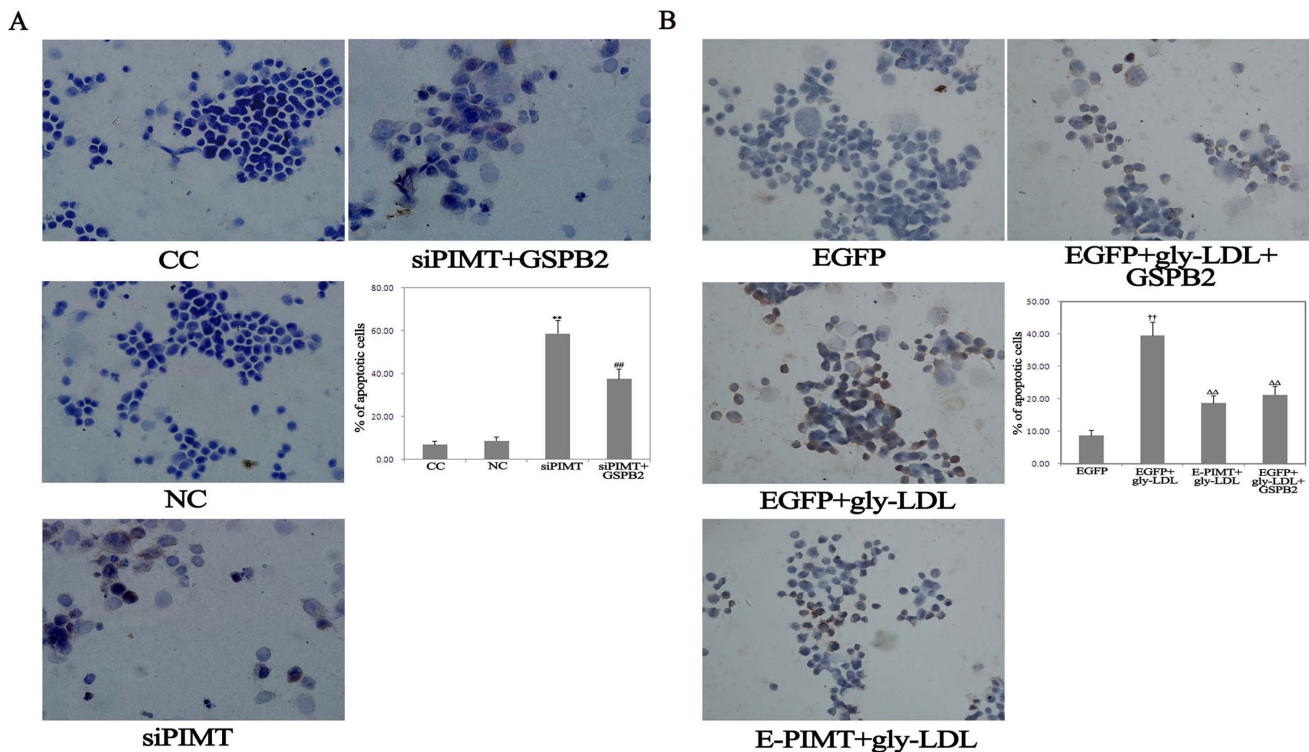 A
B
CC
siPIMT+GSPB2
NC
siPIMT
% of apoptotic cells
80.00
60.00
40.00
20.00
0.00
**
##
CC
NC
siPIMT
siPIMT+
GSPB2
EGFP
EGFP+gly-LDL+
GSPB2
EGFP+gly-LDL
E-PIMT+gly-LDL
% of apoptotic cells
50.00
40.00
30.00
20.00
10.00
0.00
††
ΔΔ
ΔΔ
EGFP
EGFP+
gly-LDL
E-PIMT+
gly-LDL
EGFP+
gly-LDL+
GSPB2